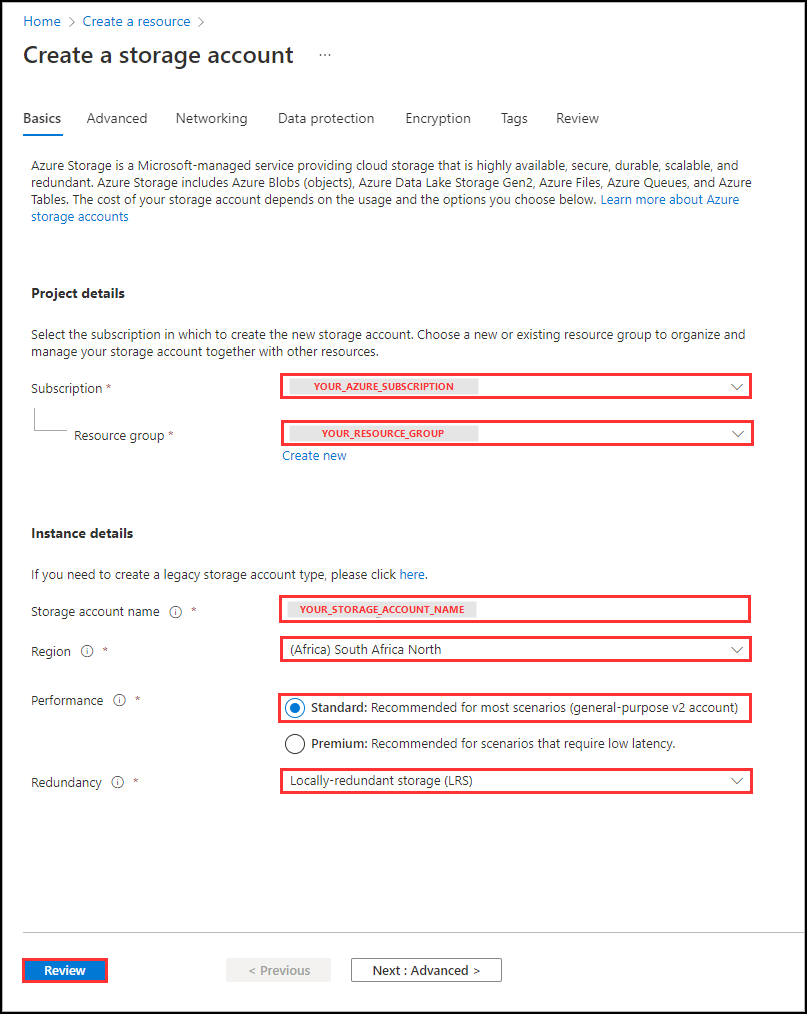 Home > Create a resource >
Create a storage account ...
Basics Advanced Networking Data protection Encryption Tags Review
Azure Storage is a Microsoft-managed service providing cloud storage that is highly available, secure, durable, scalable, and
redundant. Azure Storage includes Azure Blobs (objects), Azure Data Lake Storage Gen2, Azure Files, Azure Queues, and Azure
Tables. The cost of your storage account depends on the usage and the options you choose below. Learn more about Azure
storage accounts
Project details
Select the subscription in which to create the new storage account. Choose a new or existing resource group to organize and
manage your storage account together with other resources.
Subscription * YOUR_AZURE_SUBSCRIPTION
Resource group * YOUR_RESOURCE_GROUP
Create new
Instance details
If you need to create a legacy storage account type, please click here.
Storage account name * YOUR_STORAGE_ACCOUNT_NAME
Region * (Africa) South Africa North
Performance * Standard: Recommended for most scenarios (general-purpose v2 account)
Premium: Recommended for scenarios that require low latency.
Redundancy * Locally-redundant storage (LRS)
Review < Previous Next : Advanced >